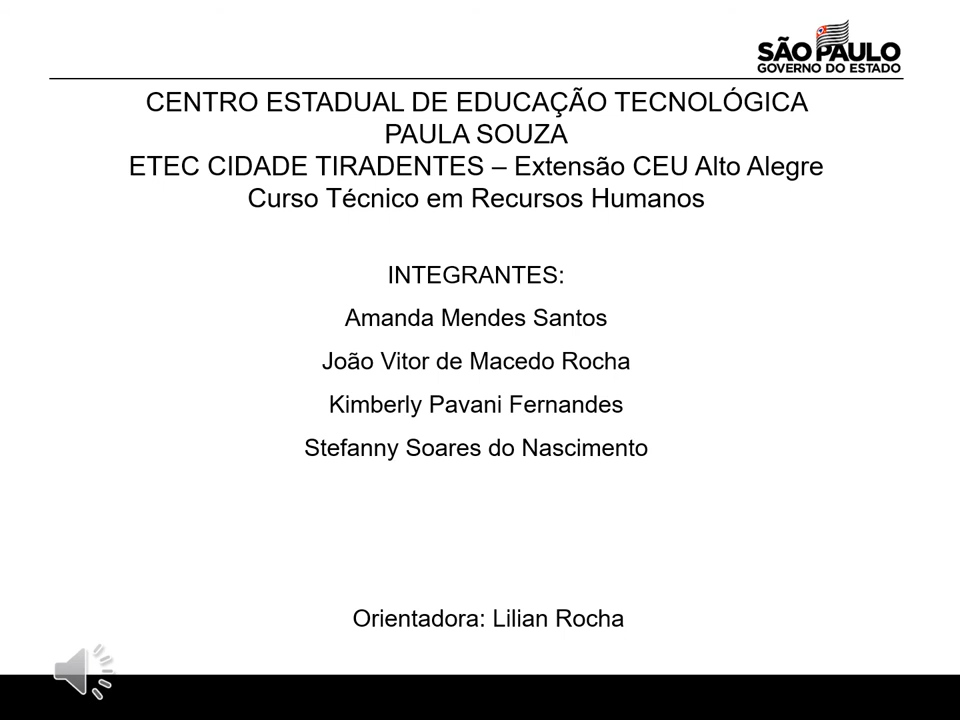 SÃO PAULO
GOVERNO DO ESTADO
CENTRO ESTADUAL DE EDUCAÇÃO TECNOLÓGICA
PAULA SOUZA
ETEC CIDADE TIRADENTES – Extensão CEU Alto Alegre
Curso Técnico em Recursos Humanos
INTEGRANTES:
Amanda Mendes Santos
João Vitor de Macedo Rocha
Kimberly Pavani Fernandes
Stefanny Soares do Nascimento
Orientadora: Lilian Rocha